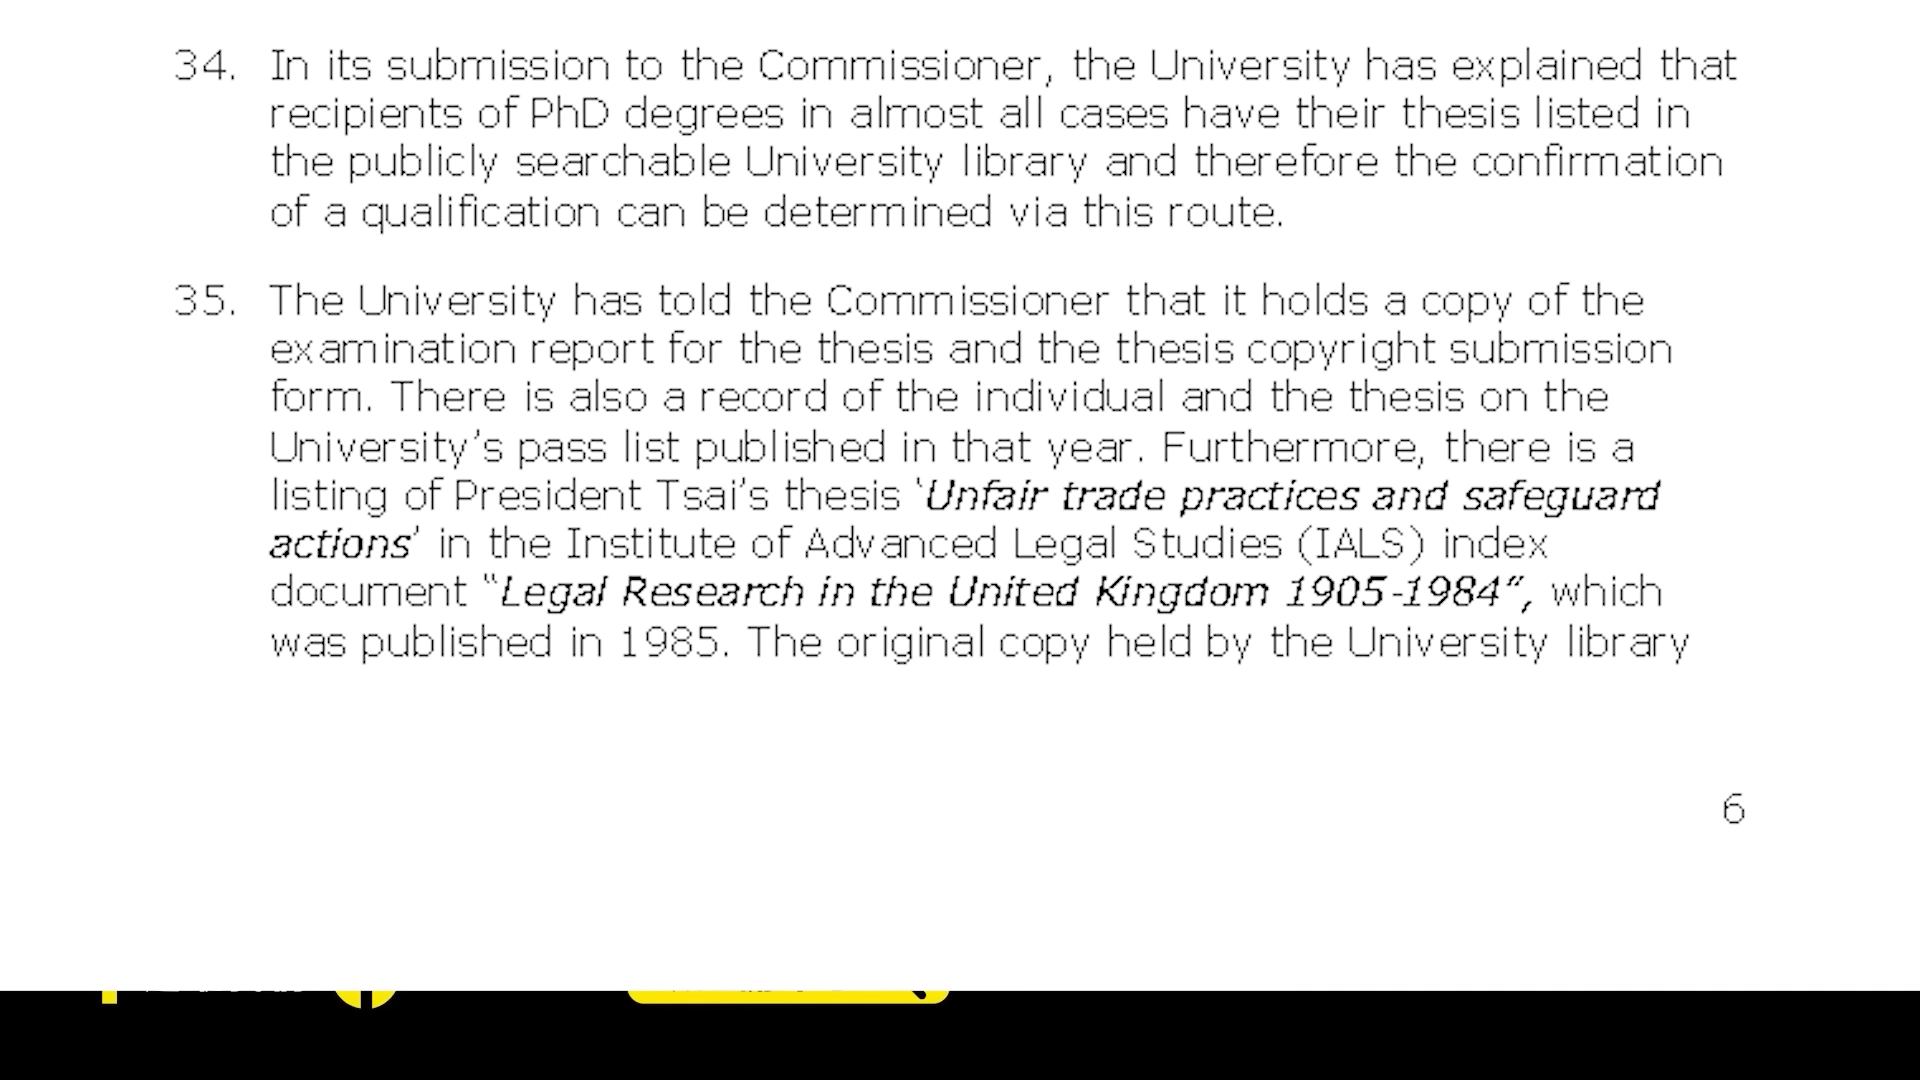 34. In its submission to the Commissioner, the University has explained that
recipients of PhD degrees in almost all cases have their thesis listed in
the publicly searchable University library and therefore the confirmation
of a qualification can be determined via this route.
35. The University has told the Commissioner that it holds a copy of the
examination report for the thesis and the thesis copyright submission
form. There is also a record of the individual and the thesis on the
University’s pass list published in that year. Furthermore, there is a
listing of President Tsai’s thesis ‘Unfair trade practices and safeguard
actions’ in the Institute of Advanced Legal Studies (IALS) index
document “Legal Research in the United Kingdom 1905-1984”, which
was published in 1985. The original copy held by the University library
6